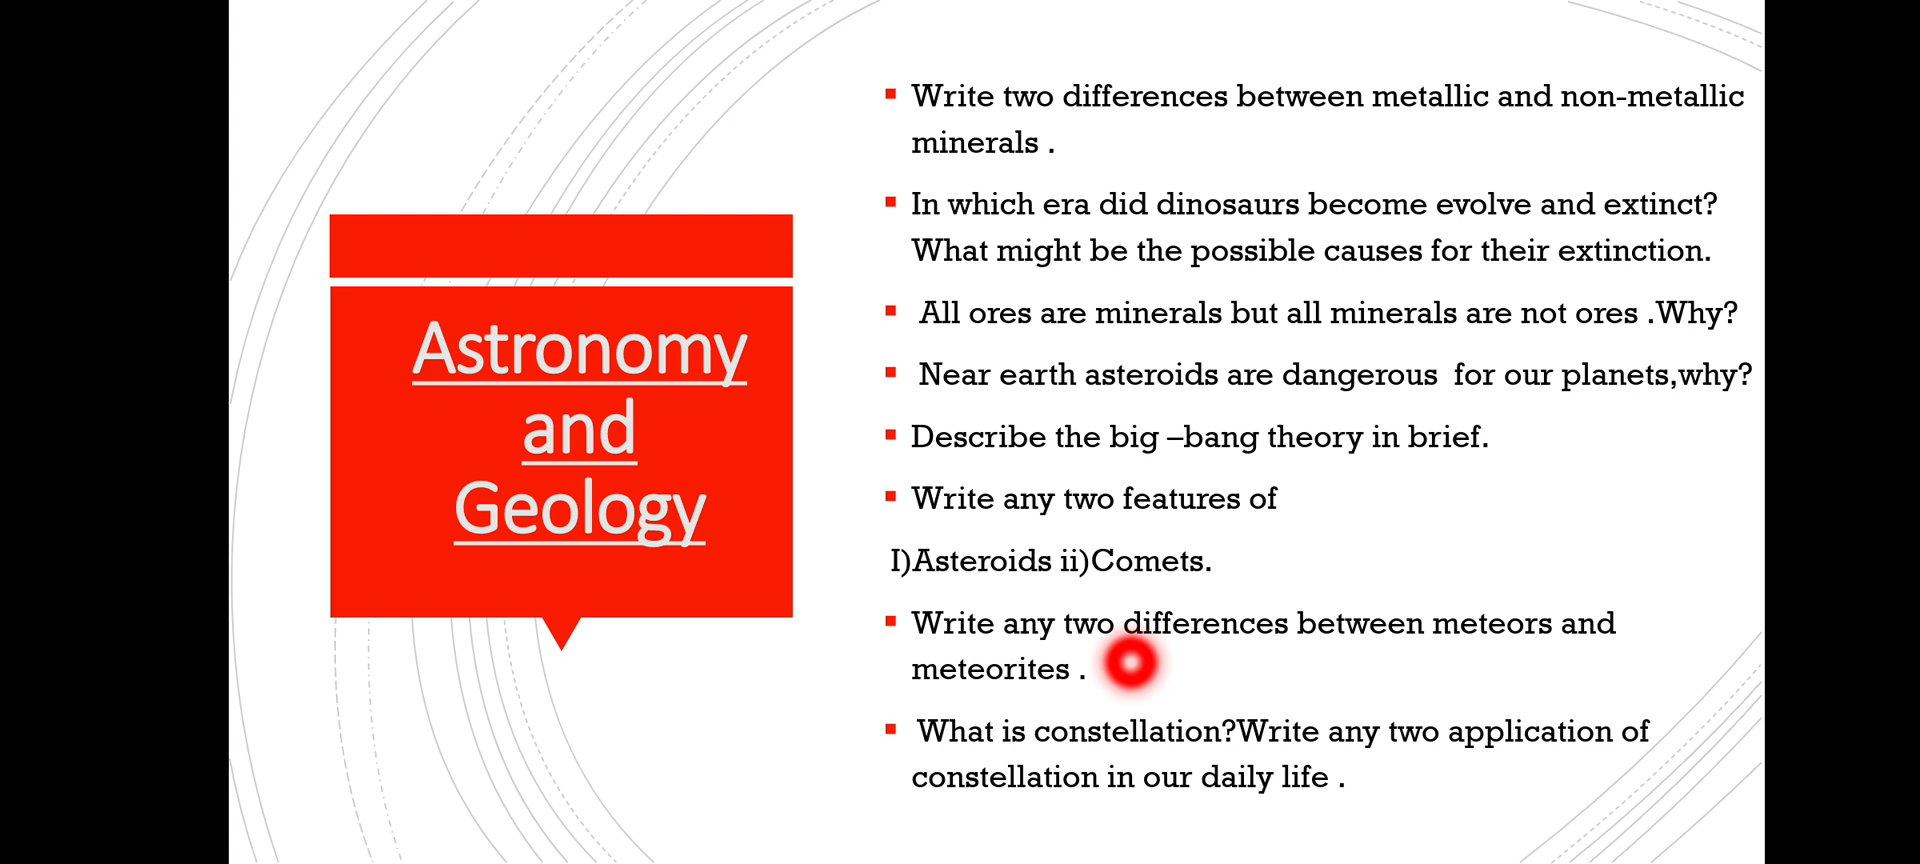 Astronomy
and
Geology
Write two differences between metallic and non-metallic
minerals .
In which era did dinosaurs become evolve and extinct?
What might be the possible causes for their extinction.
All ores are minerals but all minerals are not ores .Why?
Near earth asteroids are dangerous  for our planets,why?
Describe the big –bang theory in brief.
Write any two features of
I)Asteroids ii)Comets.
Write any two differences between meteors and
meteorites .
What is constellation?Write any two application of
constellation in our daily life .